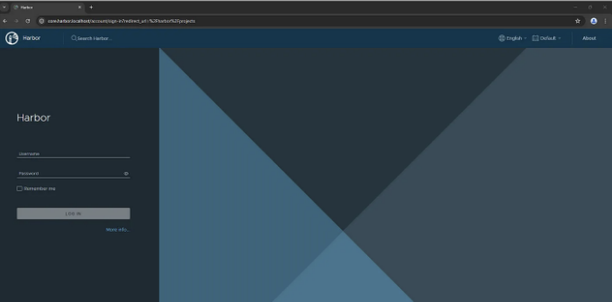 Harbor
core.harbor.localhost/account/sign-in?redirect_url=%2Fharbor%2Fprojects
Harbor
Search Harbor...
English
Default
About
Harbor
Username
Password
Remember me
LOG IN
More info...